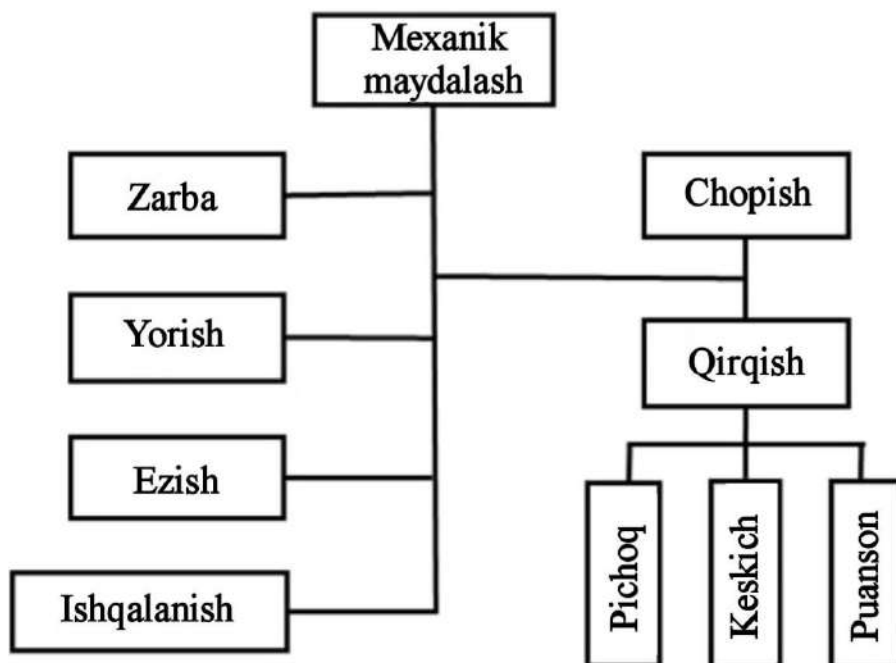 Mexanik
maydalash
Zarba
Chopish
Yorish
Qirqish
Ezish
Ishqalanish
Pichoq
Keskich
Puanson